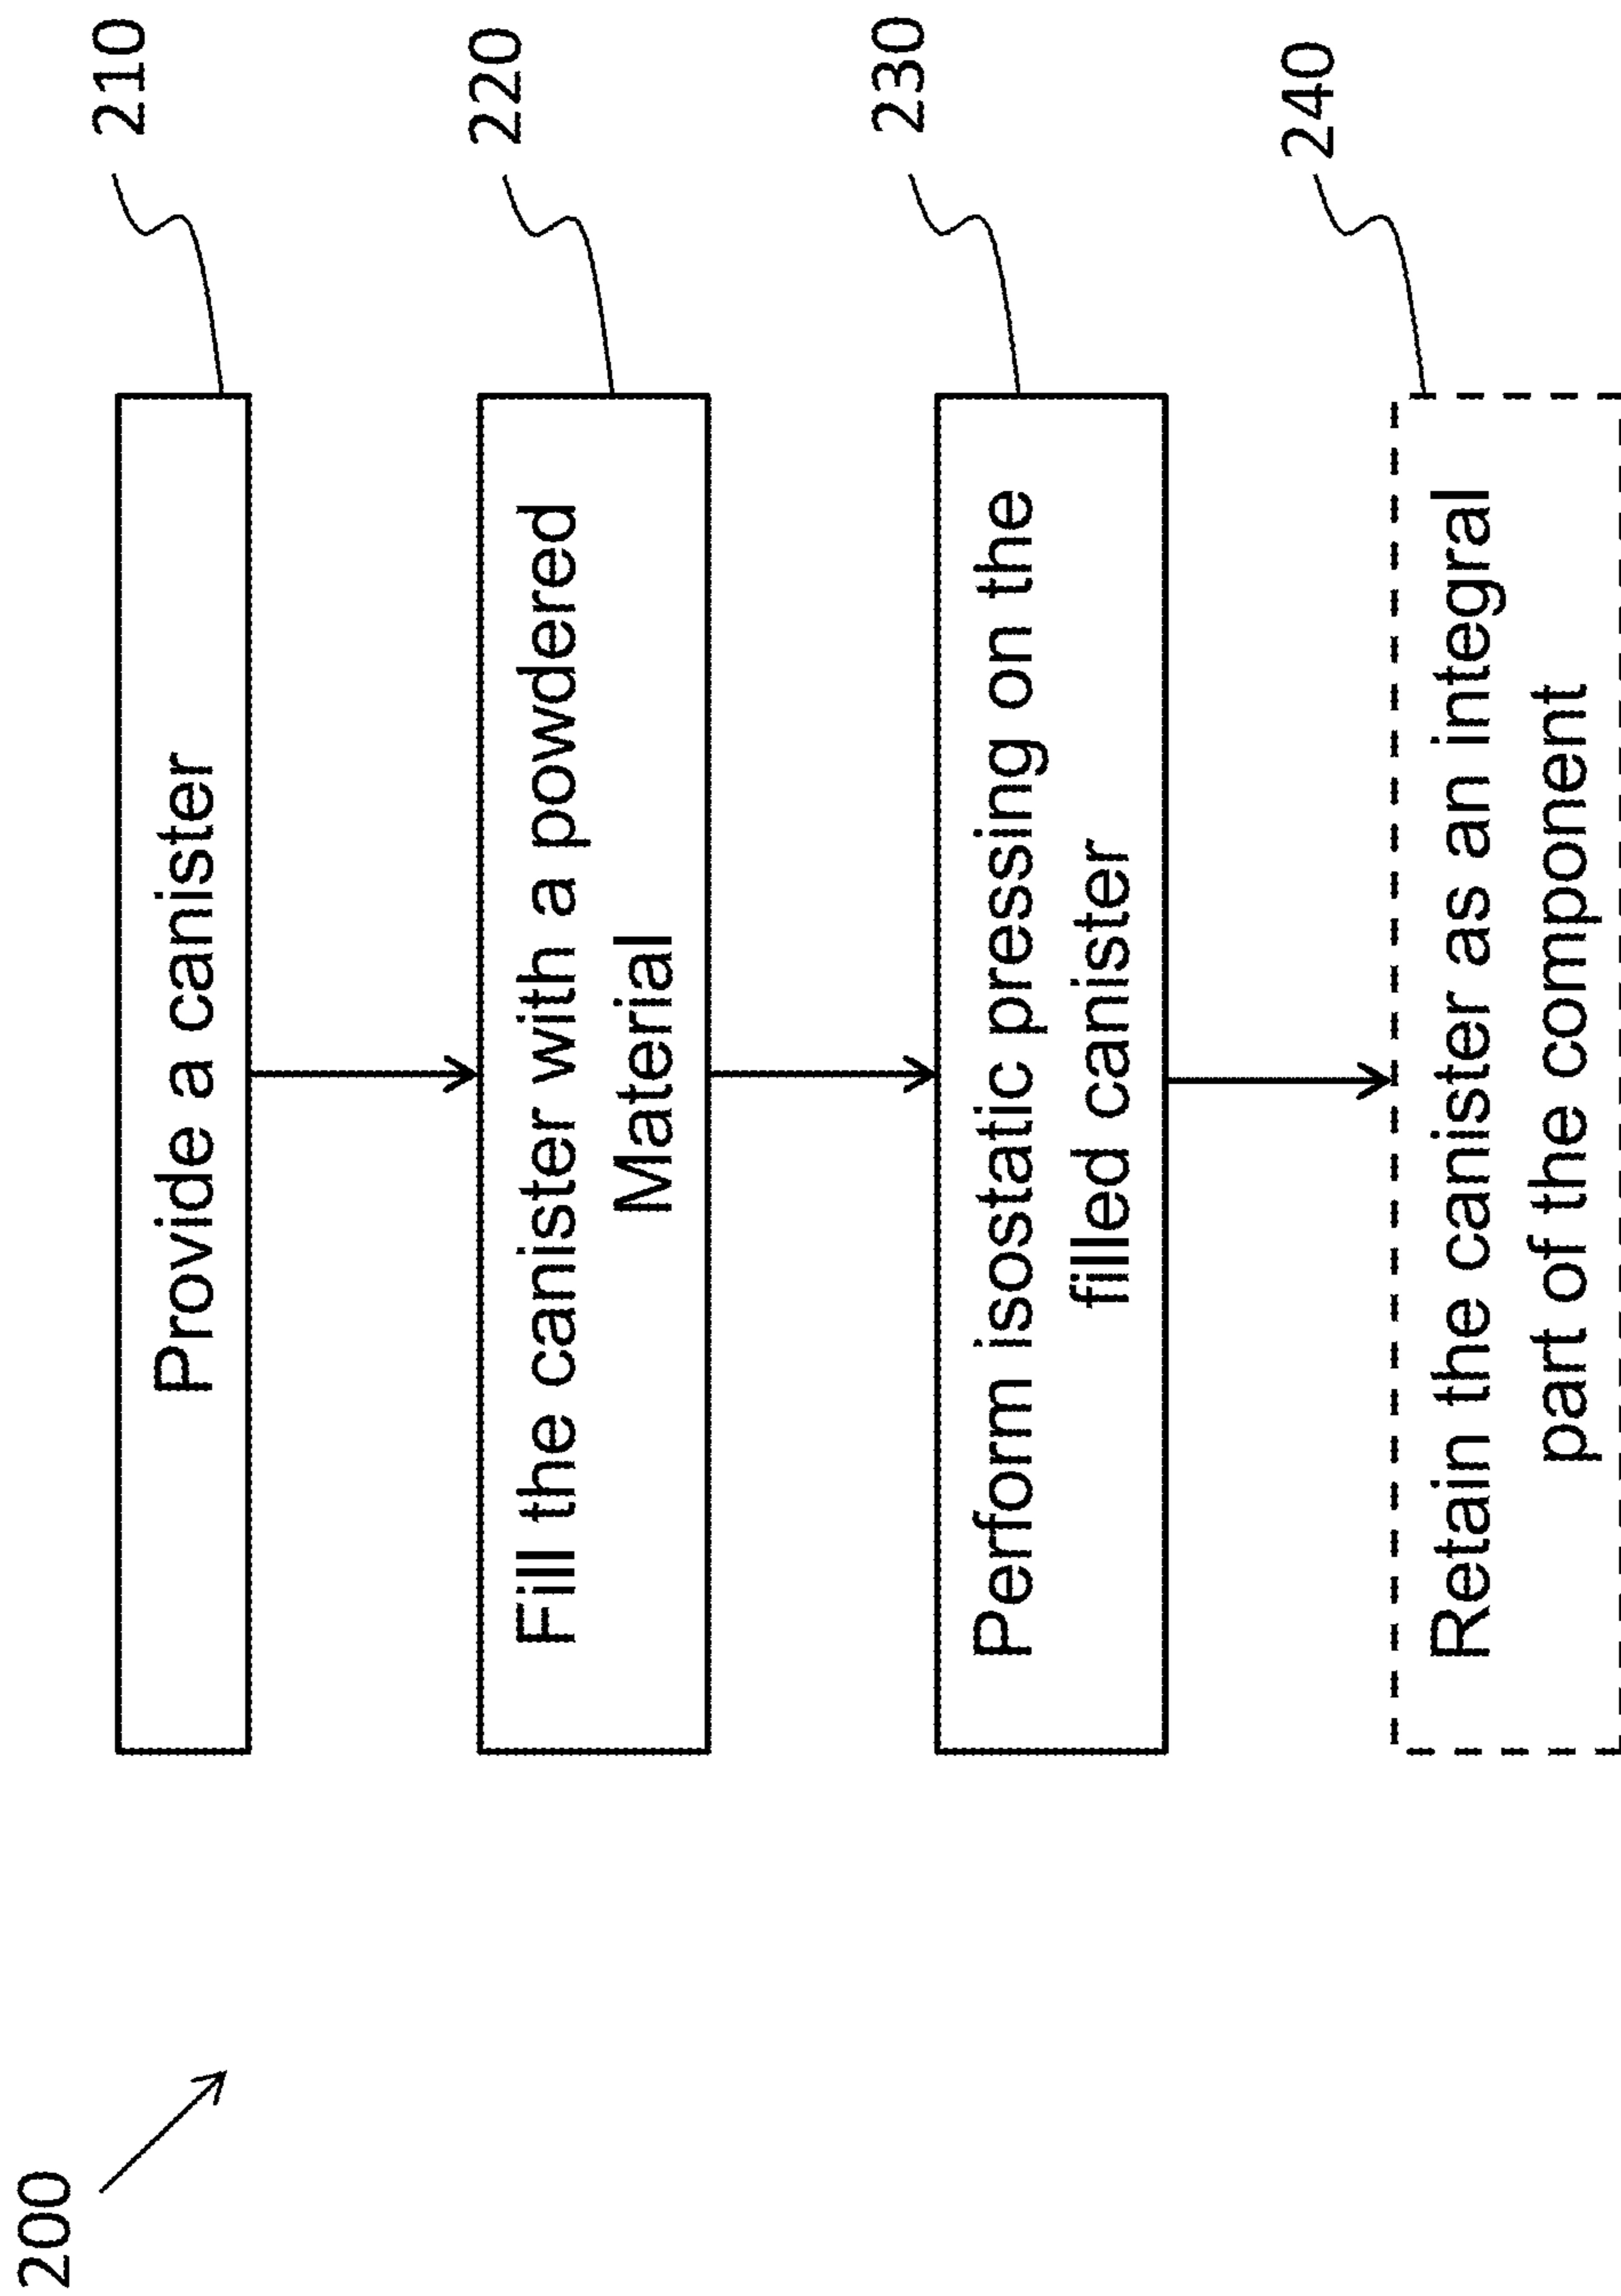 200
210
Provide a canister
220
Fill the canister with a powdered
Material
230
Perform isostatic pressing on the
filled canister
240
Retain the canister as an integral
part of the component